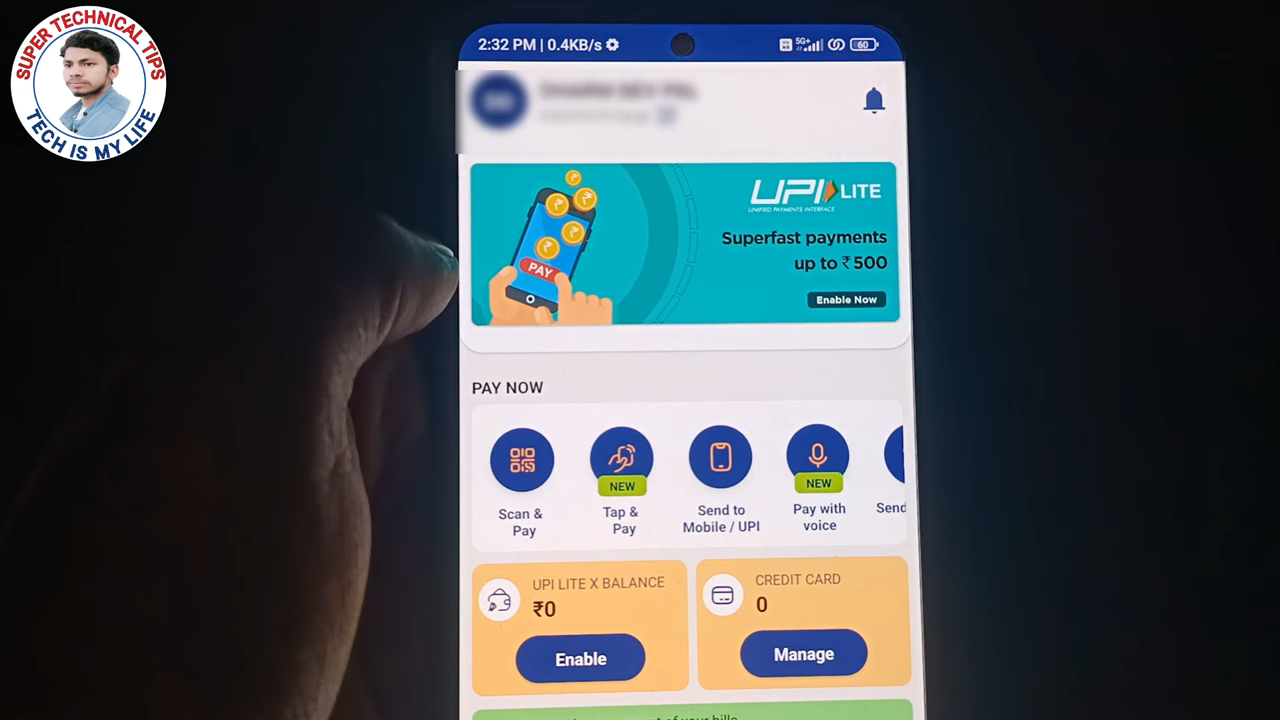 SUPER TECHNICAL TIPS
TECH IS MY LIFE
2:32 PM | 0.4KB/s
5G+
60
UPI LITE
UNIFIED PAYMENTS INTERFACE
Superfast payments
up to ₹500
Enable Now
PAY
PAY NOW
NEW
NEW
Scan &
Pay
Tap &
Pay
Send to
Mobile / UPI
Pay with
voice
Send
UPI LITE X BALANCE
₹0
Enable
CREDIT CARD
0
Manage